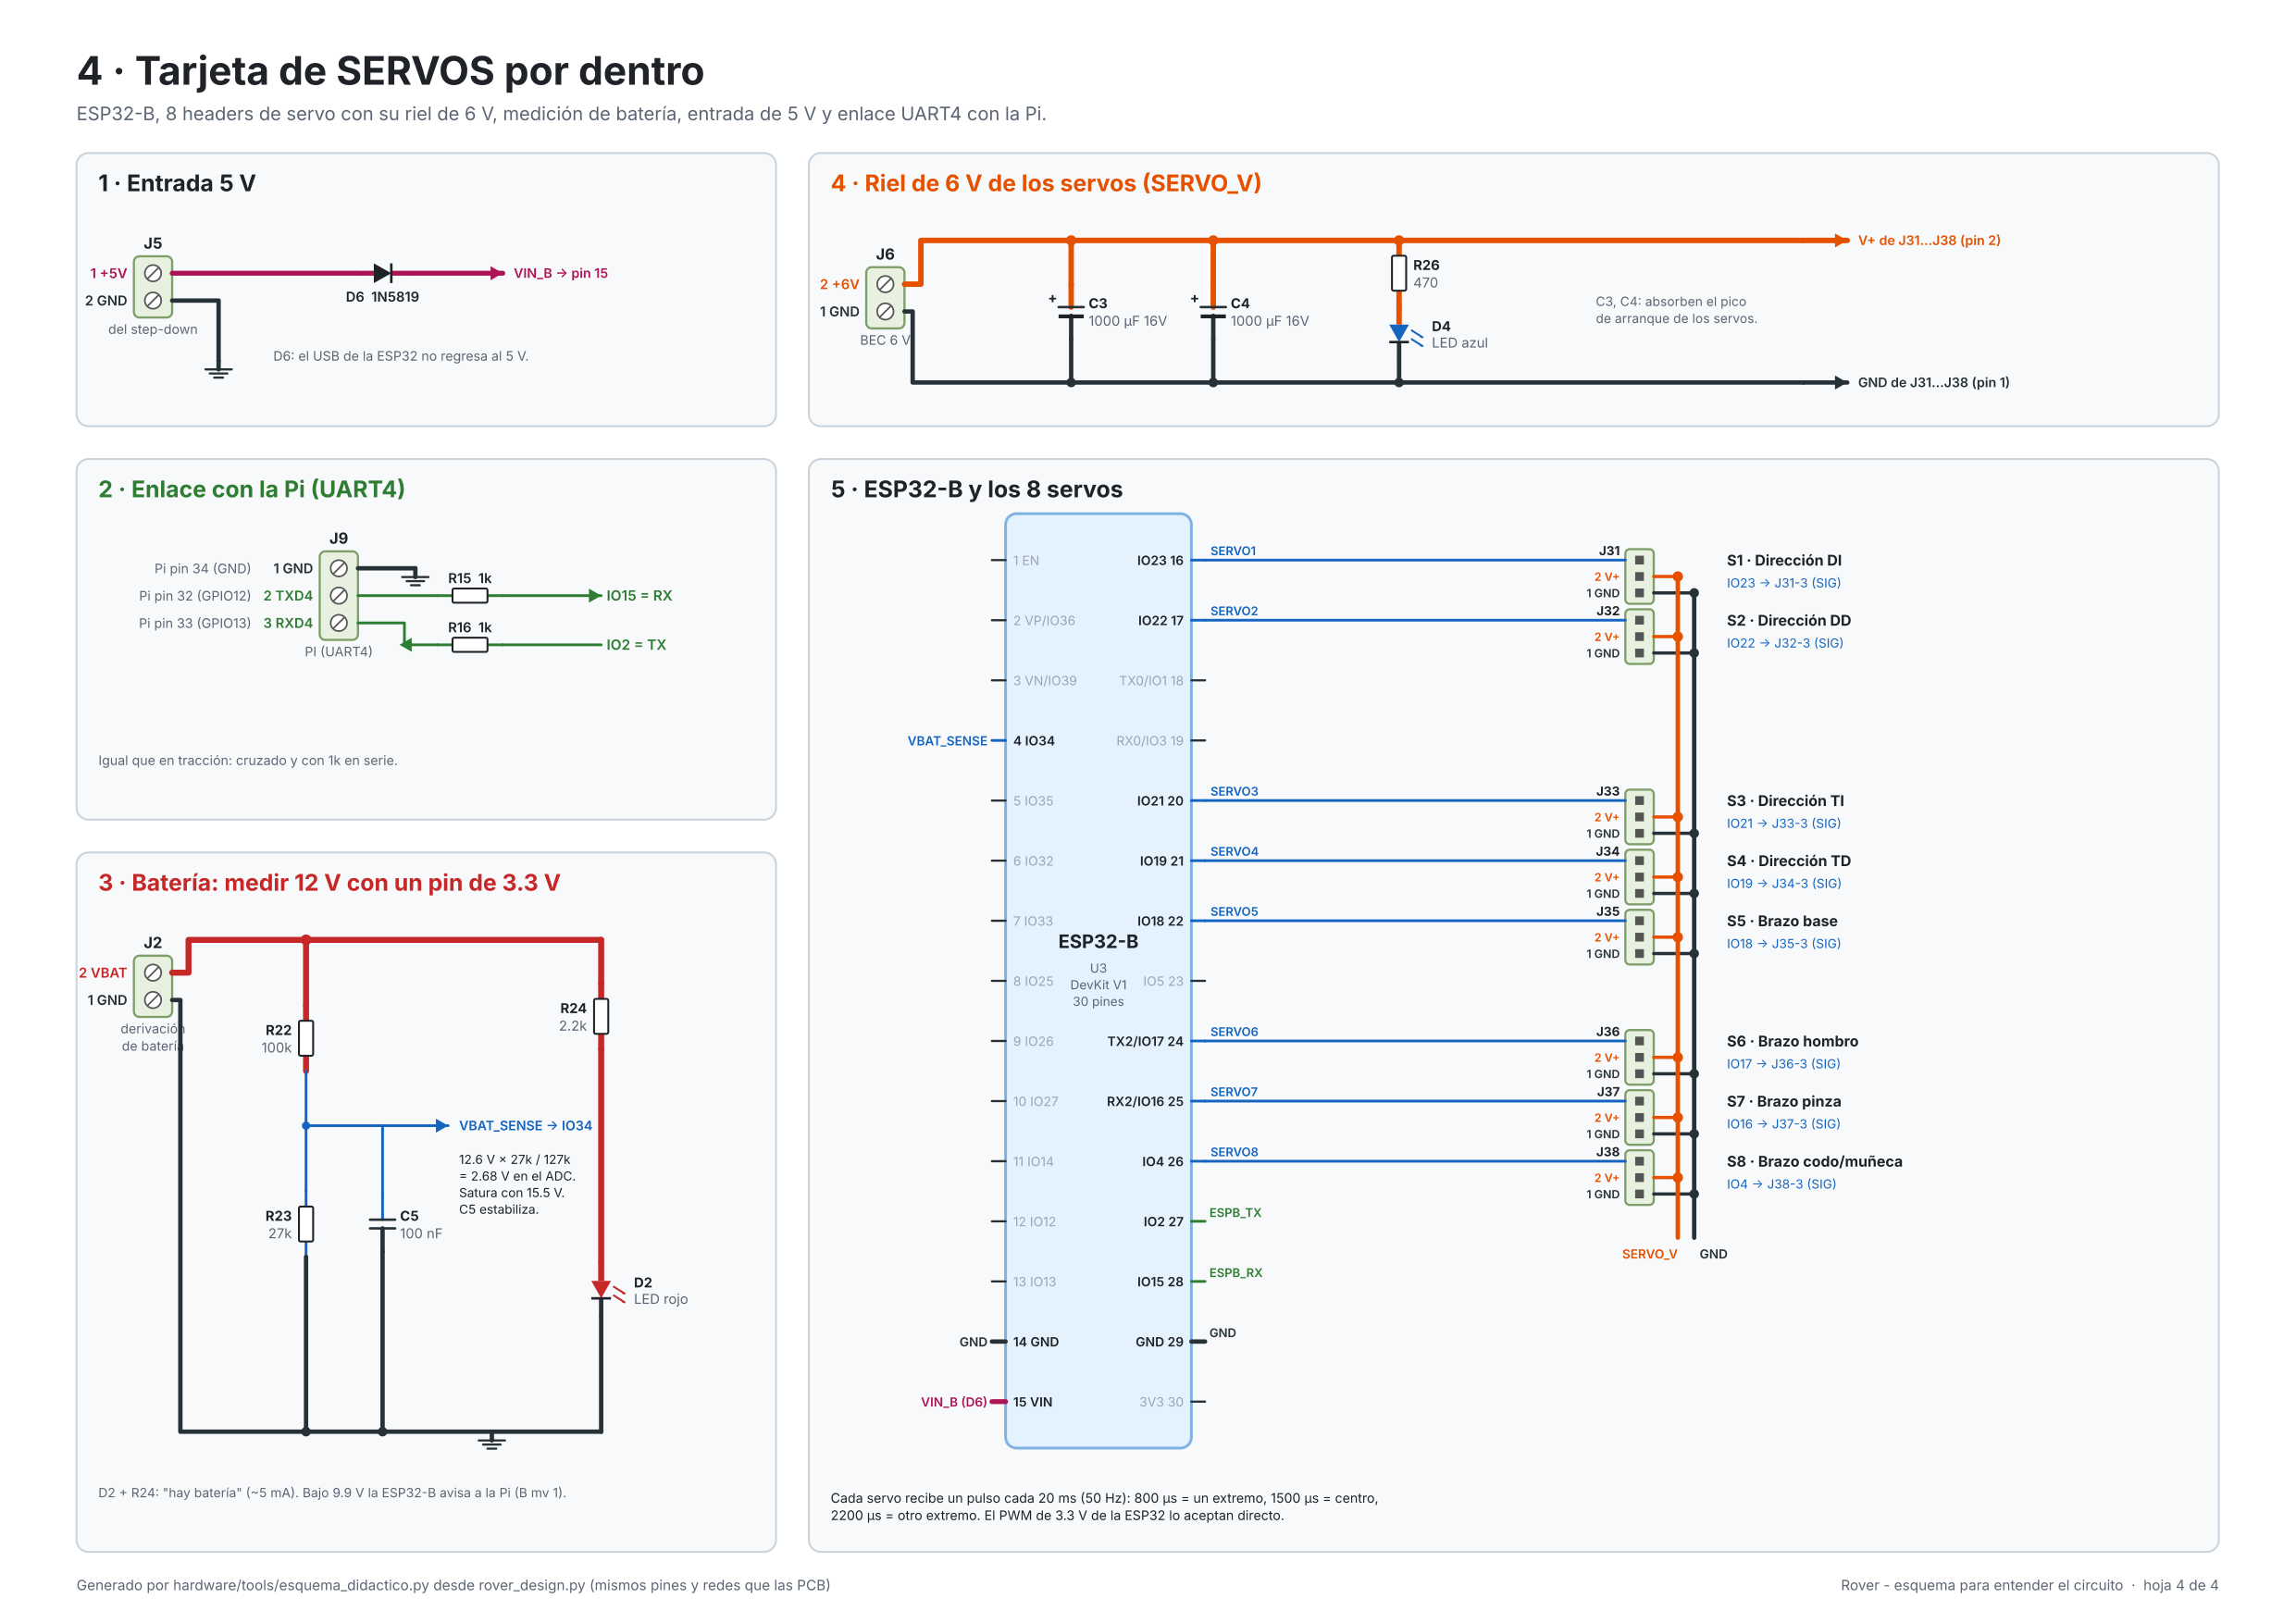 4 · Tarjeta de SERVOS por dentro
ESP32-B, 8 headers de servo con su riel de 6 V, medición de batería, entrada de 5 V y enlace UART4 con la Pi.
1 · Entrada 5 V
J5
1 +5V
2 GND
del step-down
D6 1N5819
VIN_B → pin 15
D6: el USB de la ESP32 no regresa al 5 V.
4 · Riel de 6 V de los servos (SERVO_V)
J6
2 +6V
1 GND
BEC 6 V
+
C3
1000 µF 16V
+
C4
1000 µF 16V
R26
470
D4
LED azul
C3, C4: absorben el pico
de arranque de los servos.
V+ de J31...J38 (pin 2)
GND de J31...J38 (pin 1)
2 · Enlace con la Pi (UART4)
J9
Pi pin 34 (GND) 1 GND
Pi pin 32 (GPIO12) 2 TXD4
Pi pin 33 (GPIO13) 3 RXD4
PI (UART4)
R15 1k
IO15 = RX
R16 1k
IO2 = TX
Igual que en tracción: cruzado y con 1k en serie.
3 · Batería: medir 12 V con un pin de 3.3 V
J2
2 VBAT
1 GND
derivación
de batería
R22
100k
R24
2.2k
VBAT_SENSE → IO34
12.6 V × 27k / 127k
= 2.68 V en el ADC.
Satura con 15.5 V.
C5 estabiliza.
R23
27k
C5
100 nF
D2
LED rojo
D2 + R24: "hay batería" (~5 mA). Bajo 9.9 V la ESP32-B avisa a la Pi (B mv 1).
5 · ESP32-B y los 8 servos
1 EN
2 VP/IO36
3 VN/IO39
VBAT_SENSE
4 IO34
5 IO35
6 IO32
7 IO33
8 IO25
9 IO26
10 IO27
11 IO14
12 IO12
13 IO13
GND
14 GND
VIN_B (D6)
15 VIN
ESP32-B
U3
DevKit V1
30 pines
IO23 16
IO22 17
TX0/IO1 18
RX0/IO3 19
IO21 20
IO19 21
IO18 22
IO5 23
TX2/IO17 24
RX2/IO16 25
IO4 26
IO2 27
IO15 28
GND 29
3V3 30
SERVO1
SERVO2
SERVO3
SERVO4
SERVO5
SERVO6
SERVO7
SERVO8
ESPB_TX
ESPB_RX
GND
J31
2 V+
1 GND
S1 · Dirección DI
IO23 → J31-3 (SIG)
J32
2 V+
1 GND
S2 · Dirección DD
IO22 → J32-3 (SIG)
J33
2 V+
1 GND
S3 · Dirección TI
IO21 → J33-3 (SIG)
J34
2 V+
1 GND
S4 · Dirección TD
IO19 → J34-3 (SIG)
J35
2 V+
1 GND
S5 · Brazo base
IO18 → J35-3 (SIG)
J36
2 V+
1 GND
S6 · Brazo hombro
IO17 → J36-3 (SIG)
J37
2 V+
1 GND
S7 · Brazo pinza
IO16 → J37-3 (SIG)
J38
2 V+
1 GND
S8 · Brazo codo/muñeca
IO4 → J38-3 (SIG)
SERVO_V
GND
Cada servo recibe un pulso cada 20 ms (50 Hz): 800 µs = un extremo, 1500 µs = centro,
2200 µs = otro extremo. El PWM de 3.3 V de la ESP32 lo aceptan directo.
Generado por hardware/tools/esquema_didactico.py desde rover_design.py (mismos pines y redes que las PCB)
Rover - esquema para entender el circuito · hoja 4 de 4